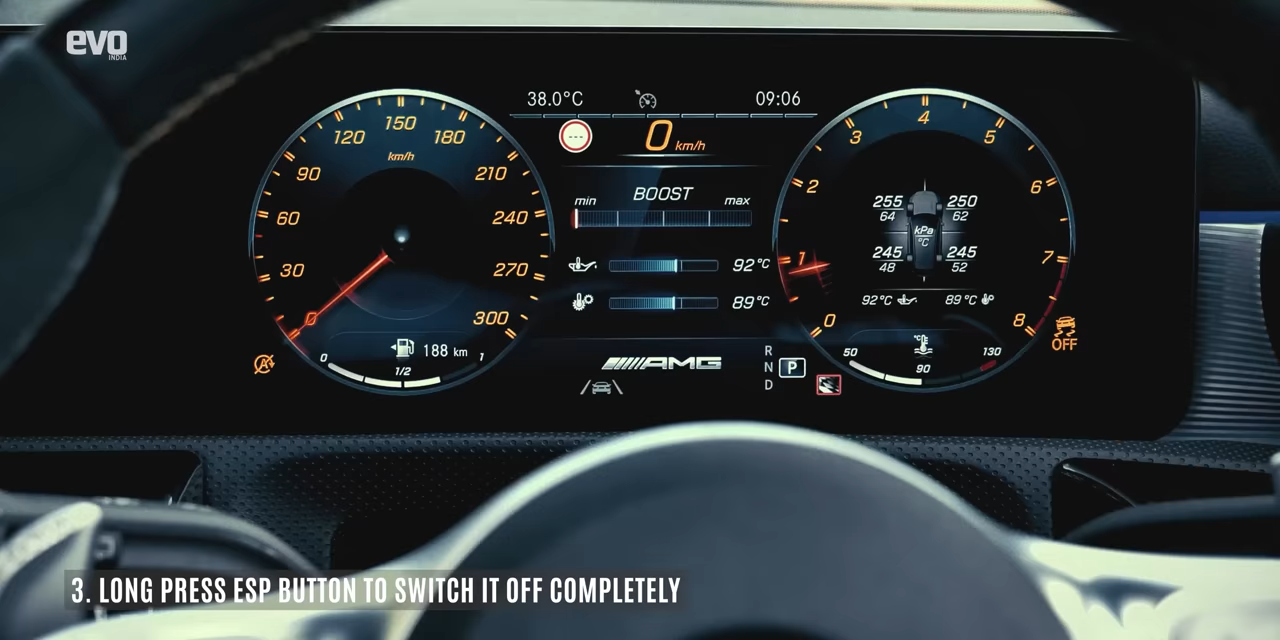 evo
INDIA
38.0°C 09:06
---
0 km/h
0 30 60 90 120 150 180 210 240 270 300
km/h
188 km
0 1/2 1
BOOST
min max
92°C
89°C
AMG
R
N P
D
0 1 2 3 4 5 6 7 8
255 250
64 62
kPa
°C
245 245
48 52
92°C 89°C
°C
50 90 130
A
OFF
3. LONG PRESS ESP BUTTON TO SWITCH IT OFF COMPLETELY